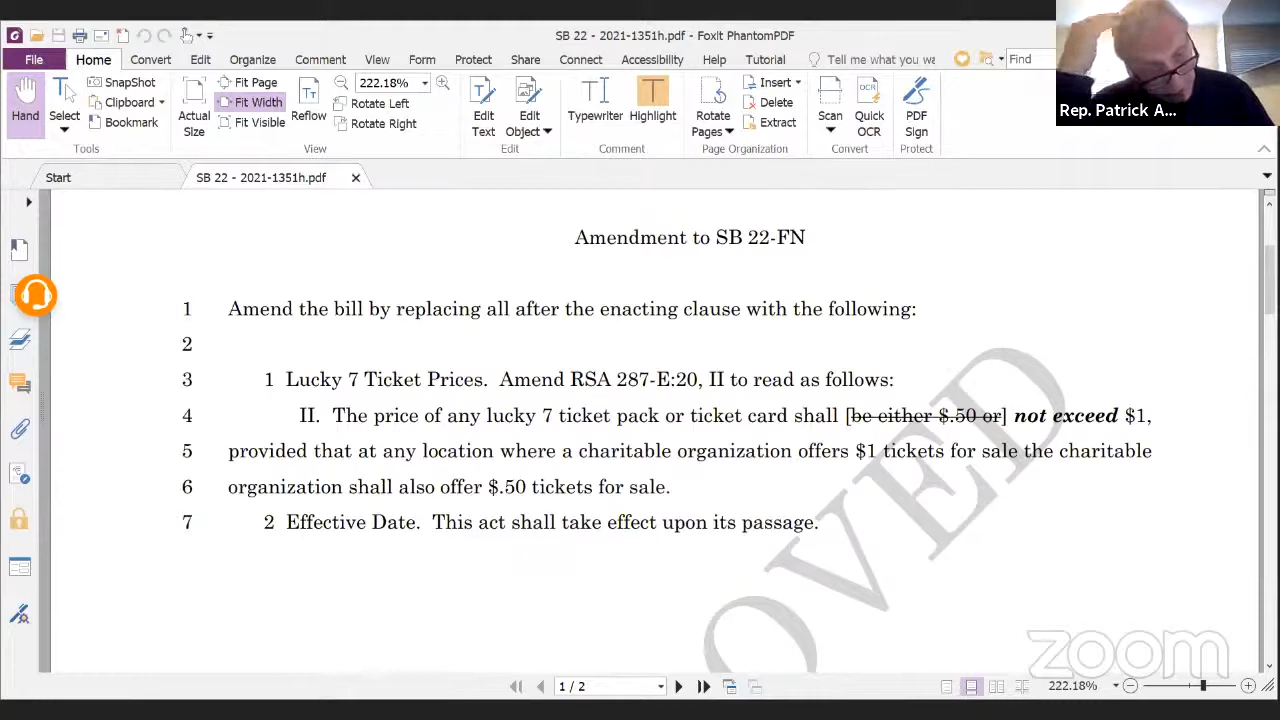 SB 22 - 2021-1351h.pdf - Foxit PhantomPDF
File Home Convert Edit Organize Comment View Form Protect Share Connect Accessibility Help Tutorial Tell me what you wa Find
Hand
Select
SnapShot
Clipboard
Bookmark
Tools
Actual Size
Fit Page
Fit Width
Fit Visible
Reflow
222.18%
Rotate Left
Rotate Right
View
Edit Text
Edit Object
Edit
Typewriter
Highlight
Comment
Rotate Pages
Insert
Delete
Extract
Page Organization
Scan
Quick OCR
Convert
PDF Sign
Protect
Rep. Patrick A...
Start
SB 22 - 2021-1351h.pdf
Amendment to SB 22-FN
1 Amend the bill by replacing all after the enacting clause with the following:
2
3 1 Lucky 7 Ticket Prices. Amend RSA 287-E:20, II to read as follows:
4 II. The price of any lucky 7 ticket pack or ticket card shall [be either $.50 or] not exceed $1,
5 provided that at any location where a charitable organization offers $1 tickets for sale the charitable
6 organization shall also offer $.50 tickets for sale.
7 2 Effective Date. This act shall take effect upon its passage.
OVED
zoom
1 / 2
222.18%